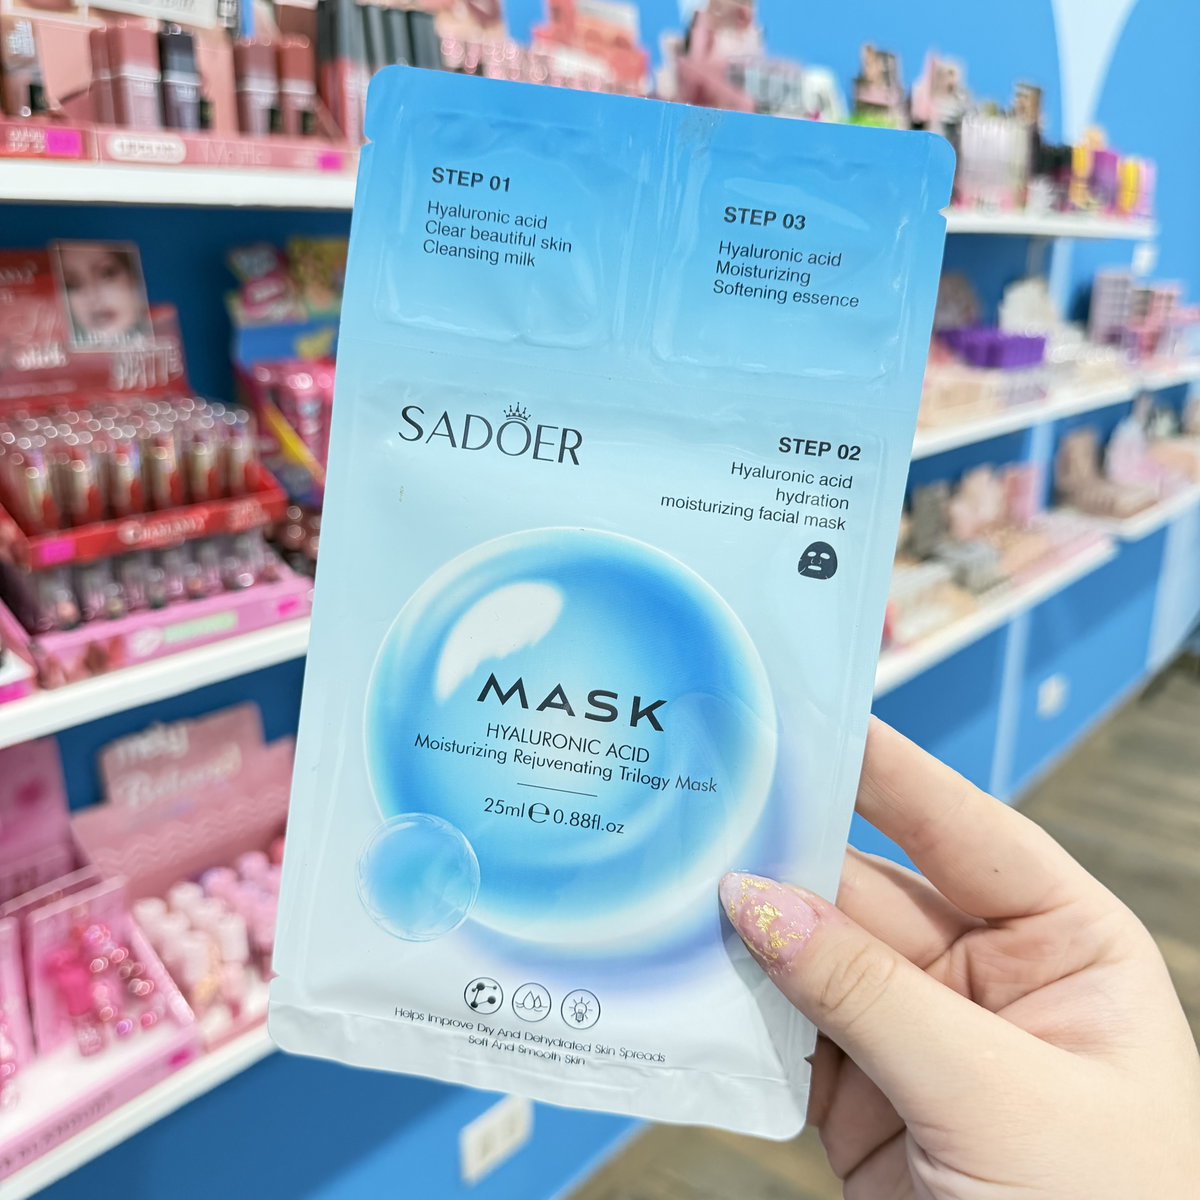 STEP 01
Hyaluronic acid
Clear beautiful skin
Cleansing milk
STEP 03
Hyaluronic acid
Moisturizing
Softening essence
SADOER
STEP 02
Hyaluronic acid
hydration
moisturizing facial mask
MASK
HYALURONIC ACID
Moisturizing Rejuvenating Trilogy Mask
25ml℮0.88fl.oz
Helps Improve Dry And Dehydrated Skin Spreads
Soft And Smooth Skin
MATTE